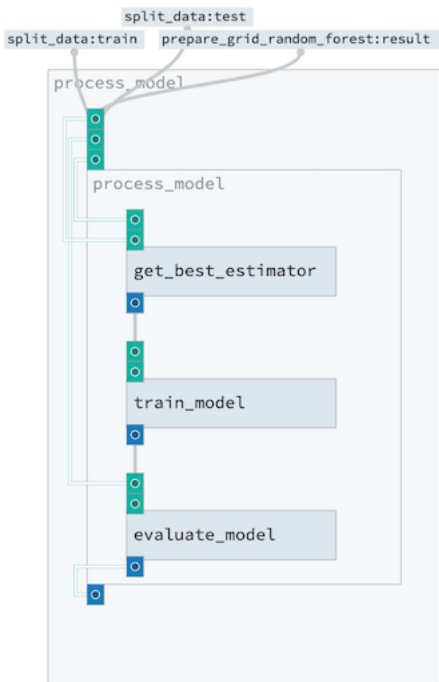 split_data:test
split_data:train
prepare_grid_random_forest:result
process_model
process_model
get_best_estimator
train_model
evaluate_model